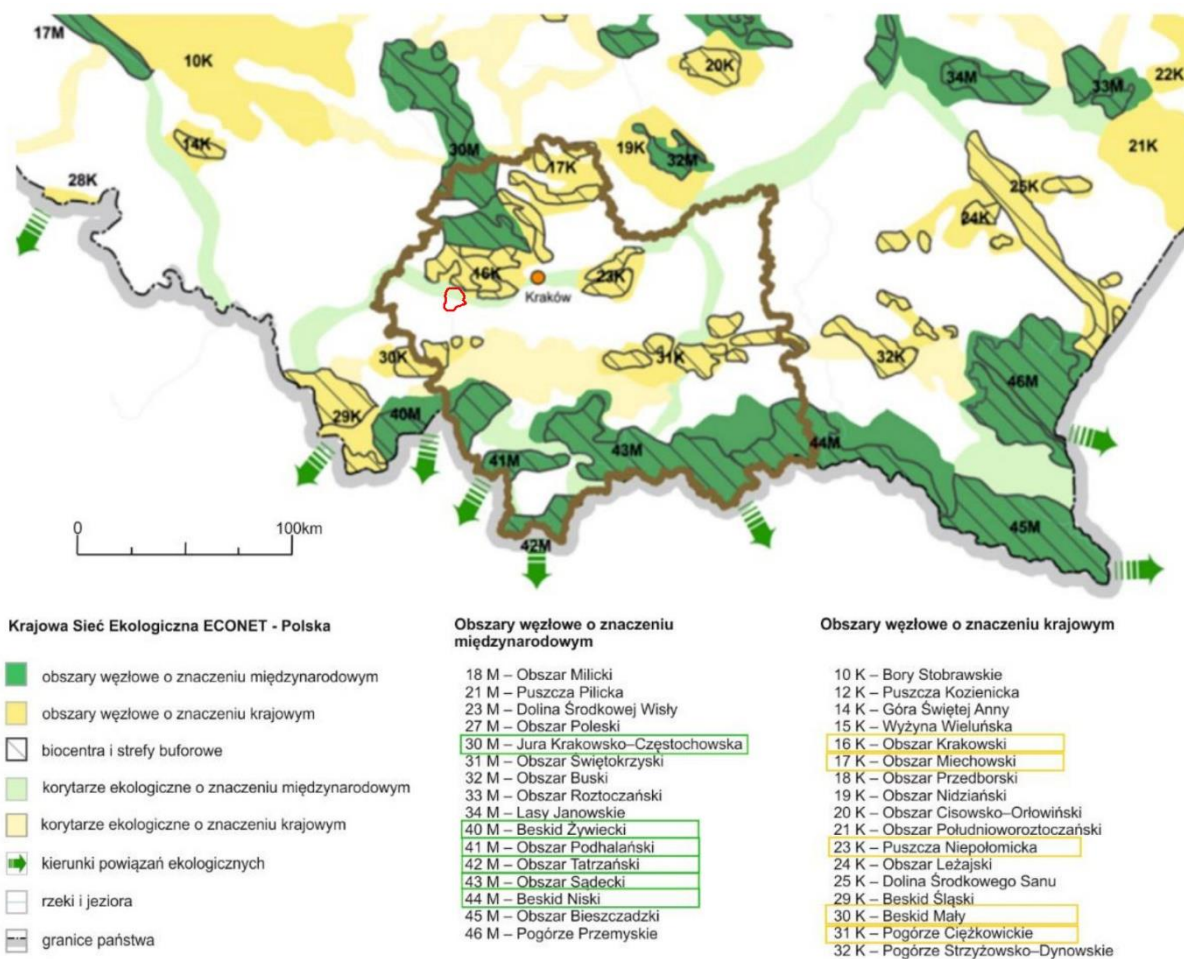 17M
10K
20K
34M
33M
22K
14K
30M
17K
19K
32M
21K
28K
25K
24K
16K
23K
Kraków
30K
31K
32K
46M
29K
40M
41M
43M
44M
45M
42M
0 100km
Krajowa Sieć Ekologiczna ECONET - Polska
obszary węzłowe o znaczeniu międzynarodowym
obszary węzłowe o znaczeniu krajowym
biocentra i strefy buforowe
korytarze ekologiczne o znaczeniu międzynarodowym
korytarze ekologiczne o znaczeniu krajowym
kierunki powiązań ekologicznych
rzeki i jeziora
granice państwa
Obszary węzłowe o znaczeniu
międzynarodowym
18 M – Obszar Milicki
21 M – Puszcza Pilicka
23 M – Dolina Środkowej Wisły
27 M – Obszar Poleski
30 M – Jura Krakowsko–Częstochowska
31 M – Obszar Świętokrzyski
32 M – Obszar Buski
33 M – Obszar Roztoczański
34 M – Lasy Janowskie
40 M – Beskid Żywiecki
41 M – Obszar Podhalański
42 M – Obszar Tatrzański
43 M – Obszar Sądecki
44 M – Beskid Niski
45 M – Obszar Bieszczadzki
46 M – Pogórze Przemyskie
Obszary węzłowe o znaczeniu krajowym
10 K – Bory Stobrawskie
12 K – Puszcza Kozienicka
14 K – Góra Świętej Anny
15 K – Wyżyna Wieluńska
16 K – Obszar Krakowski
17 K – Obszar Miechowski
18 K – Obszar Przedborski
19 K – Obszar Nidziański
20 K – Obszar Cisowsko–Orłowiński
21 K – Obszar Południoworoztoczański
23 K – Puszcza Niepołomicka
24 K – Obszar Leżajski
25 K – Dolina Środkowego Sanu
29 K – Beskid Śląski
30 K – Beskid Mały
31 K – Pogórze Ciężkowickie
32 K – Pogórze Strzyżowsko–Dynowskie